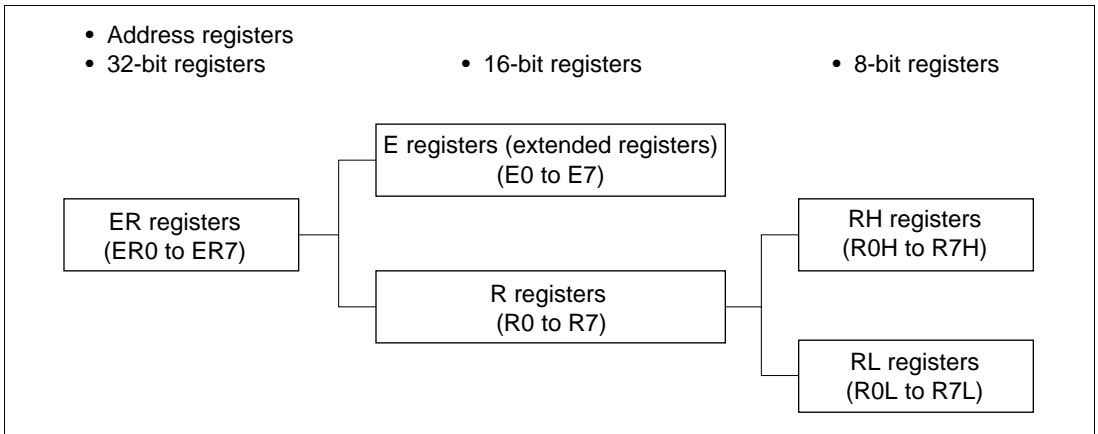 • Address registers
• 32-bit registers
• 16-bit registers
• 8-bit registers
E registers (extended registers)
(E0 to E7)
ER registers
(ER0 to ER7)
RH registers
(R0H to R7H)
R registers
(R0 to R7)
RL registers
(R0L to R7L)